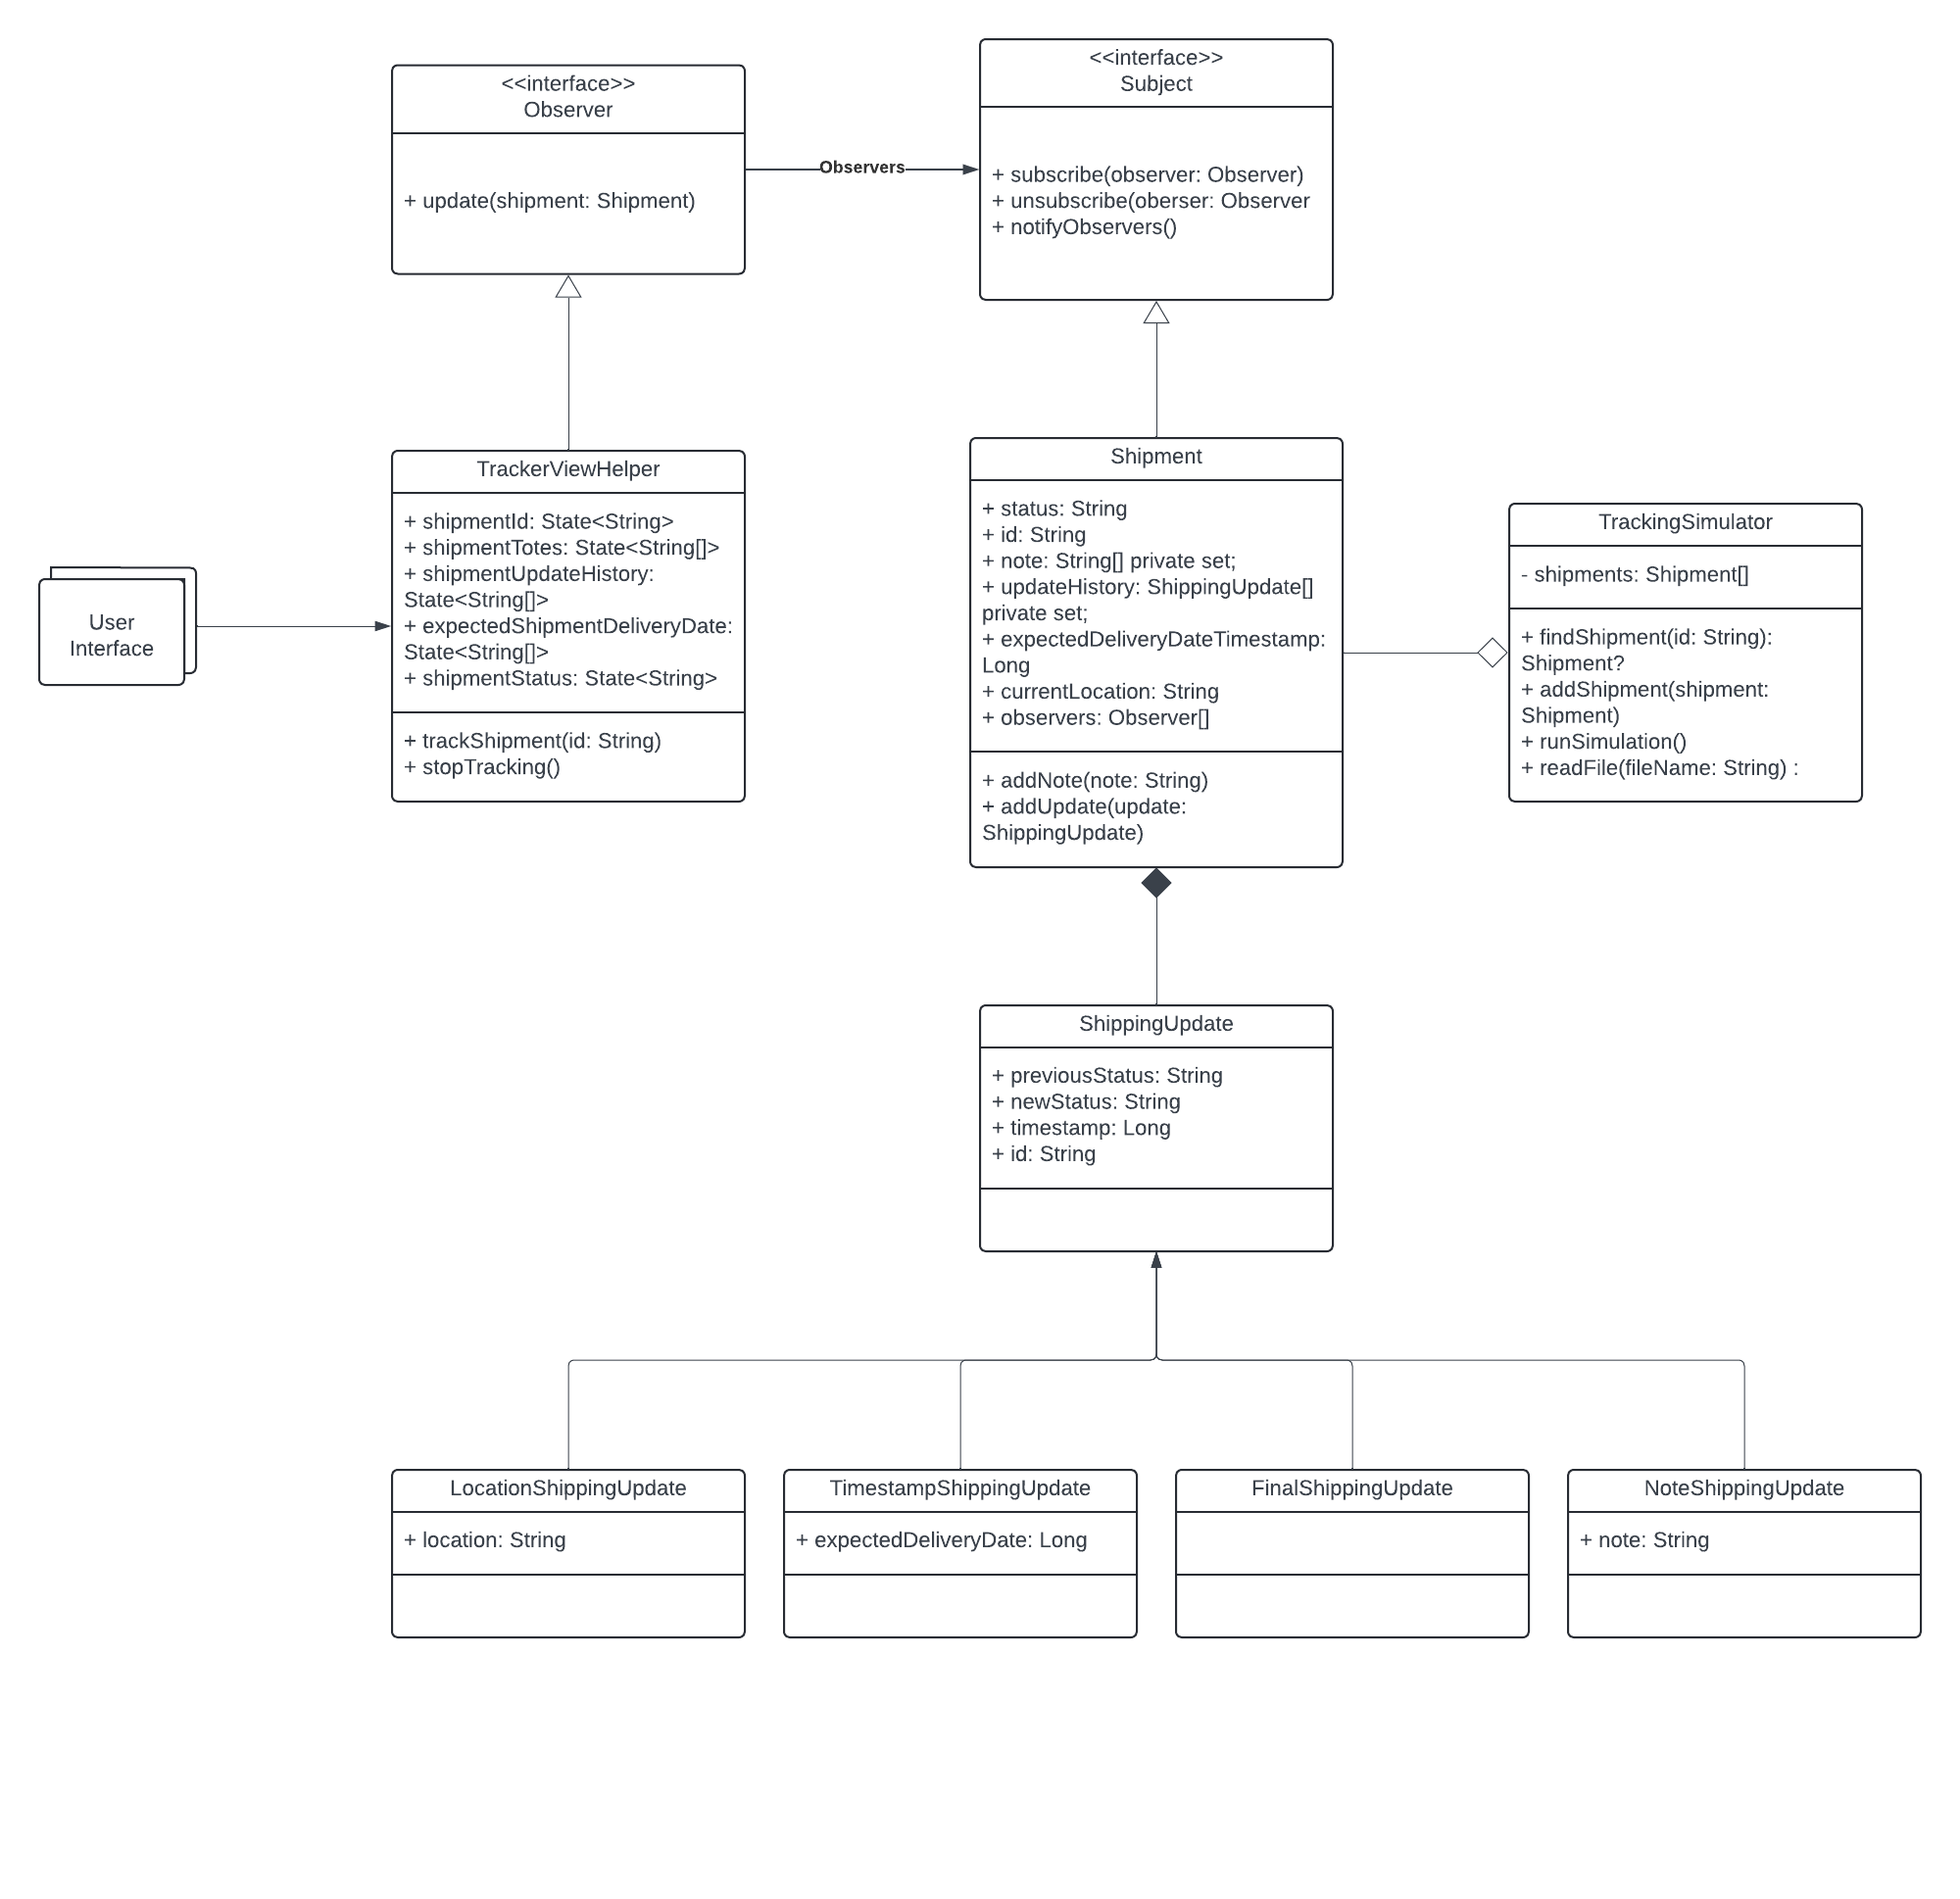 <<interface>>
Observer
+ update(shipment: Shipment)
Observers
<<interface>>
Subject
+ subscribe(observer: Observer)
+ unsubscribe(oberser: Observer
+ notifyObservers()
User
Interface
TrackerViewHelper
+ shipmentId: State<String>
+ shipmentTotes: State<String[]>
+ shipmentUpdateHistory:
State<String[]>
+ expectedShipmentDeliveryDate:
State<String[]>
+ shipmentStatus: State<String>
+ trackShipment(id: String)
+ stopTracking()
Shipment
+ status: String
+ id: String
+ note: String[] private set;
+ updateHistory: ShippingUpdate[]
private set;
+ expectedDeliveryDateTimestamp:
Long
+ currentLocation: String
+ observers: Observer[]
+ addNote(note: String)
+ addUpdate(update:
ShippingUpdate)
TrackingSimulator
- shipments: Shipment[]
+ findShipment(id: String):
Shipment?
+ addShipment(shipment:
Shipment)
+ runSimulation()
+ readFile(fileName: String) :
ShippingUpdate
+ previousStatus: String
+ newStatus: String
+ timestamp: Long
+ id: String
LocationShippingUpdate
+ location: String
TimestampShippingUpdate
+ expectedDeliveryDate: Long
FinalShippingUpdate
NoteShippingUpdate
+ note: String